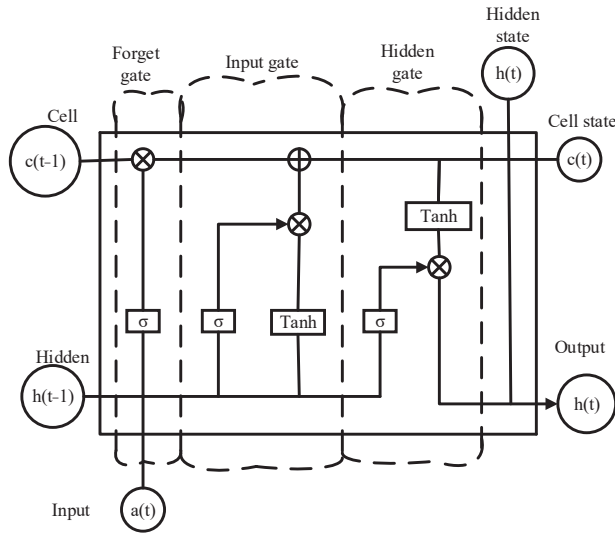 Hidden
state
h(t)
Forget
gate
Input gate
Hidden
gate
Cell
c(t-1)
Cell state
c(t)
Tanh
σ
σ
Tanh
σ
Hidden
h(t-1)
Output
h(t)
Input
a(t)